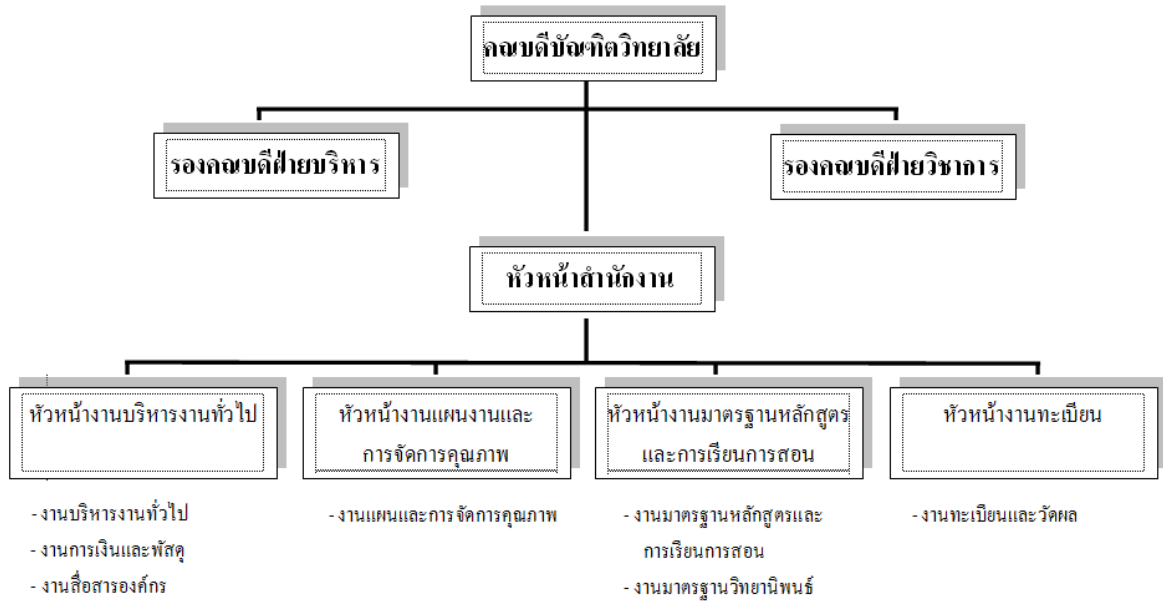 คณบดีบัณฑิตวิทยาลัย
รองคณบดีฝ่ายบริหาร
รองคณบดีฝ่ายวิชาการ
หัวหน้าสำนักงาน
หัวหน้างานบริหารงานทั่วไป
หัวหน้างานแผนงานและ
การจัดการคุณภาพ
หัวหน้างานมาตรฐานหลักสูตร
และการเรียนการสอน
หัวหน้างานทะเบียน
- งานบริหารงานทั่วไป
- งานการเงินและพัสดุ
- งานสื่อสารองค์กร
- งานแผนและการจัดการคุณภาพ
- งานมาตรฐานหลักสูตรและ
การเรียนการสอน
- งานมาตรฐานวิทยานิพนธ์
- งานทะเบียนและวัดผล